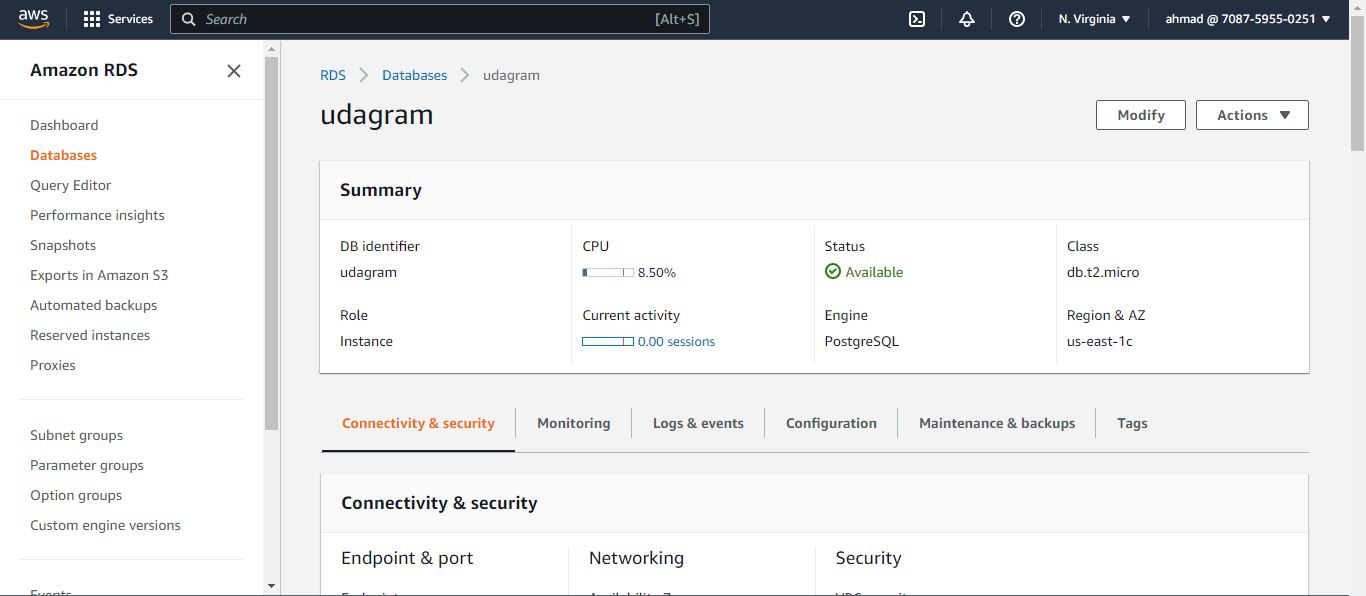 aws
Services
Search
[Alt+S]
N. Virginia
ahmad @ 7087-5955-0251
Amazon RDS
Dashboard
Databases
Query Editor
Performance insights
Snapshots
Exports in Amazon S3
Automated backups
Reserved instances
Proxies
Subnet groups
Parameter groups
Option groups
Custom engine versions
Events
RDS > Databases > udagram
udagram
Modify
Actions
Summary
DB identifier
udagram
CPU
8.50%
Status
Available
Class
db.t2.micro
Role
Instance
Current activity
0.00 sessions
Engine
PostgreSQL
Region & AZ
us-east-1c
Connectivity & security
Monitoring
Logs & events
Configuration
Maintenance & backups
Tags
Connectivity & security
Endpoint & port
Networking
Security